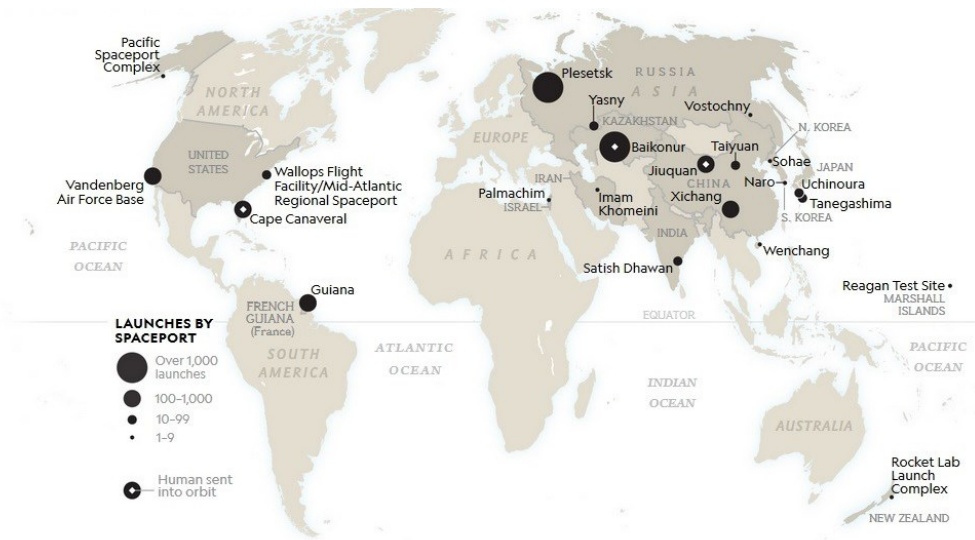 Pacific
Spaceport
Complex
NORTH
AMERICA
UNITED
STATES
Vandenberg
Air Force Base
Wallops Flight
Facility/Mid-Atlantic
Regional Spaceport
Cape Canaveral
PACIFIC
OCEAN
Guiana
FRENCH
GUIANA
(France)
SOUTH
AMERICA
ATLANTIC
OCEAN
LAUNCHES BY
SPACEPORT
Over 1,000
launches
100–1,000
10–99
1–9
Human sent
into orbit
Plesetsk
RUSSIA
ASIA
Yasny
Vostochny
KAZAKHSTAN
N. KOREA
EUROPE
Baikonur
Taiyuan
Sohae
JAPAN
IRAN
Jiuquan
CHINA
Naro
Uchinoura
Palmachim
ISRAEL
Imam
Khomeini
Xichang
Tanegashima
S. KOREA
INDIA
AFRICA
Wenchang
Satish Dhawan
Reagan Test Site
MARSHALL
ISLANDS
EQUATOR
PACIFIC
OCEAN
INDIAN
OCEAN
AUSTRALIA
Rocket Lab
Launch
Complex
NEW ZEALAND